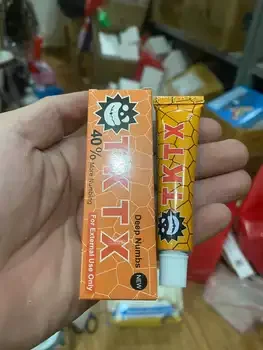 TKTX
40% More Numbing
Deep Numbs
For External Use Only
NEW
TKTX